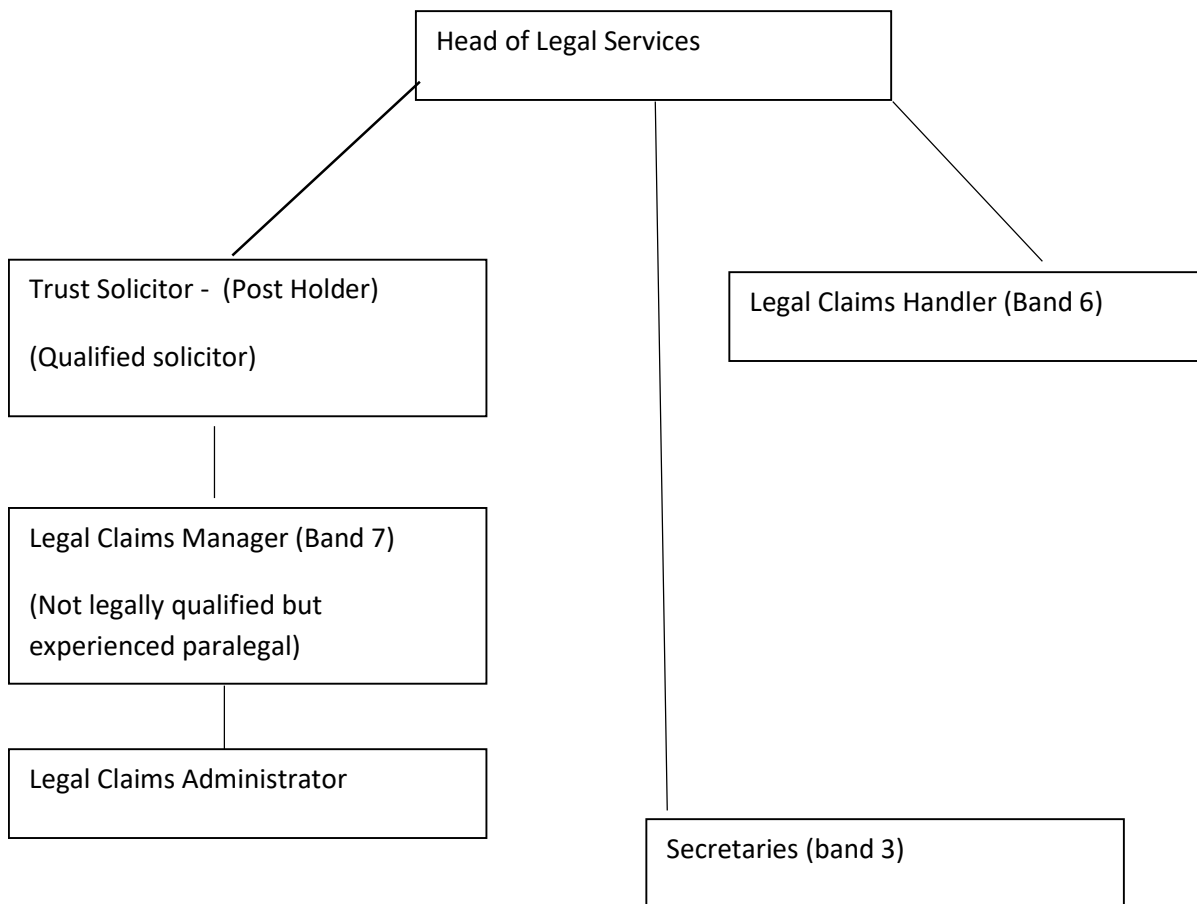 Head of Legal Services
Trust Solicitor -  (Post Holder)
(Qualified solicitor)
Legal Claims Handler (Band 6)
Legal Claims Manager (Band 7)
(Not legally qualified but
experienced paralegal)
Legal Claims Administrator
Secretaries (band 3)